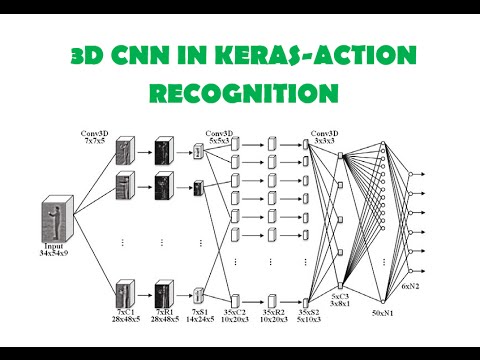 3D CNN IN KERAS-ACTION
RECOGNITION
Conv3D
7x7x5
Conv3D
5x5x3
Conv3D
3x3x3
Input
34x54x9
7xC1
28x48x5
7xR1
28x48x5
7xS1
14x24x5
35xC2
10x20x3
35xR2
10x20x3
35xS2
5x10x3
5xC3
3x8x1
50xN1
6xN2